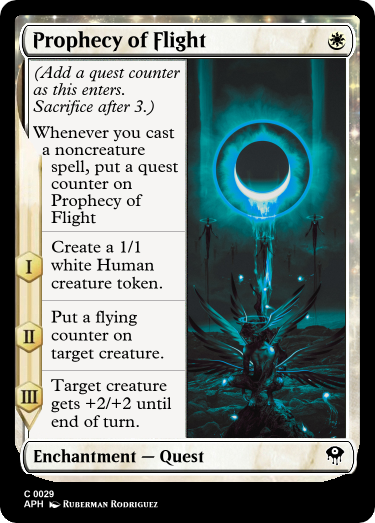 Prophecy of Flight
(Add a quest counter
as this enters.
Sacrifice after 3.)
Whenever you cast
a noncreature
spell, put a quest
counter on
Prophecy of
Flight
I
Create a 1/1
white Human
creature token.
II
Put a flying
counter on
target creature.
III
Target creature
gets +2/+2 until
end of turn.
Enchantment — Quest
C 0029
APH Ruberman Rodriguez